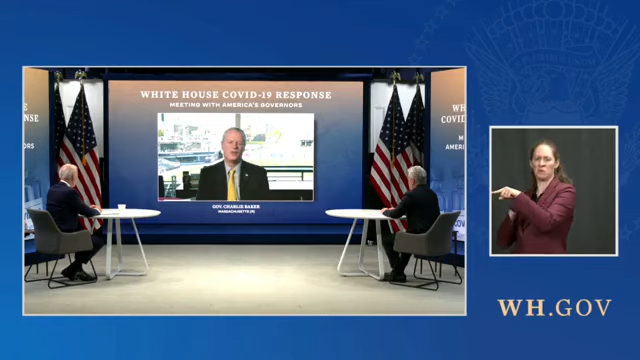 WHITE HOUSE COVID-19 RESPONSE
MEETING WITH AMERICA'S GOVERNORS
GOV. CHARLIE BAKER
MASSACHUSETTS (R)
WH.GOV